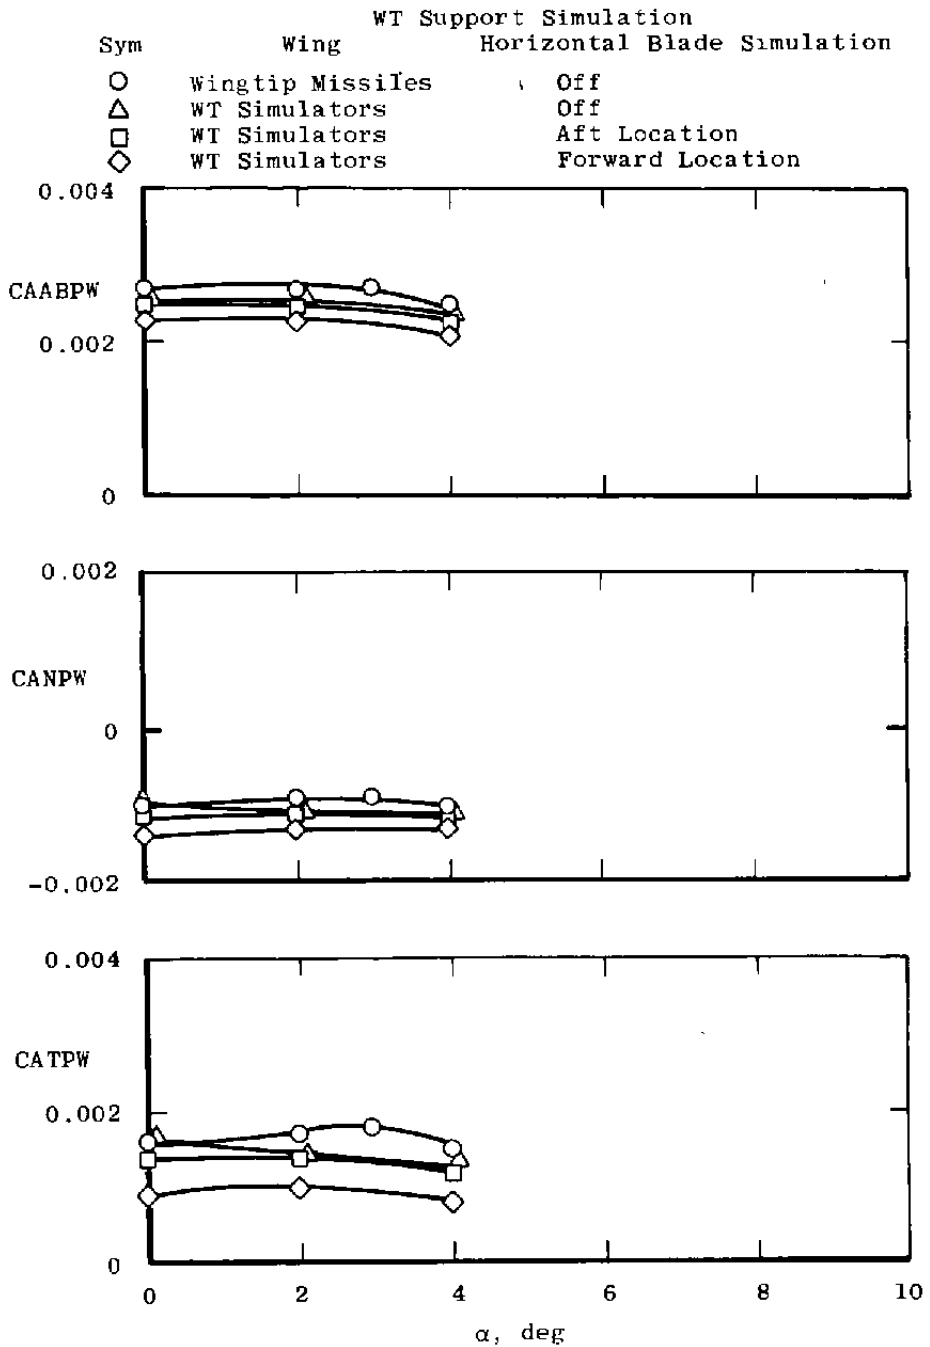 WT Support Simulation
Sym Wing Horizontal Blade Simulation
Wingtip Missiles Off
WT Simulators Off
WT Simulators Aft Location
WT Simulators Forward Location
0.004
CAABPW
0.002
0
0.002
CANPW
0
-0.002
0.004
CATPW
0.002
0
0 2 4 6 8 10
α, deg